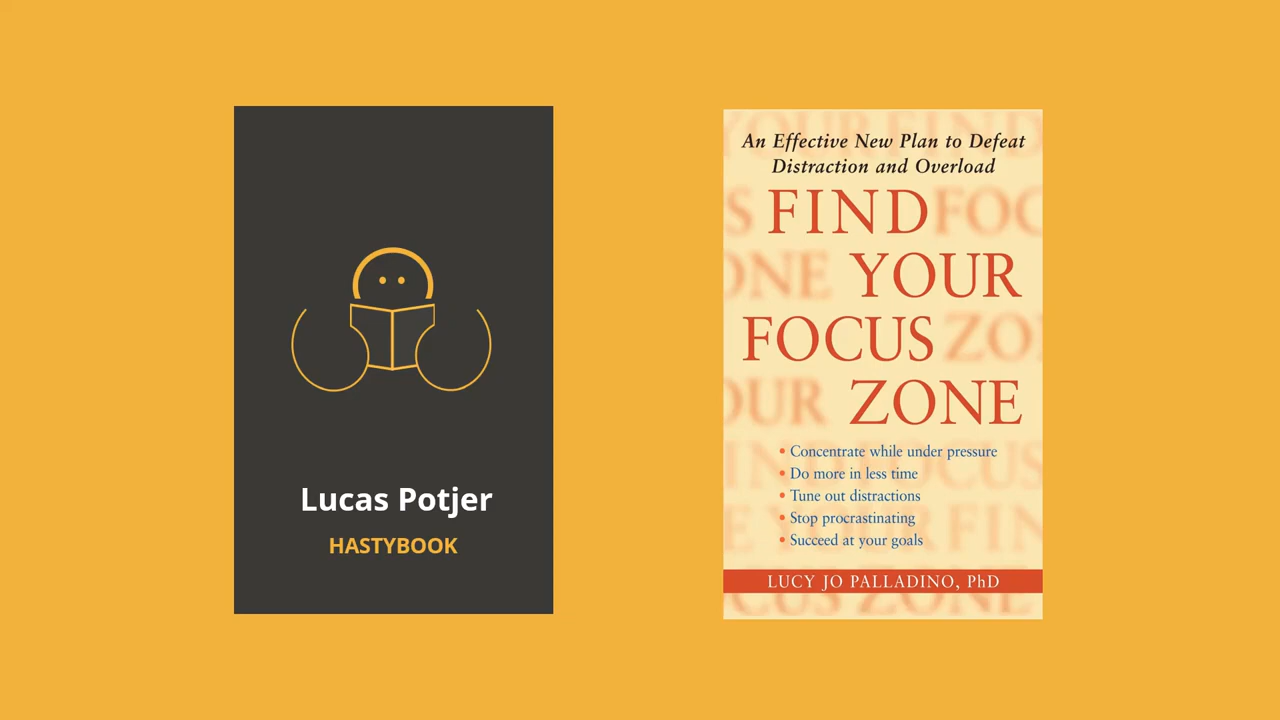 Lucas Potjer
HASTYBOOK
An Effective New Plan to Defeat
Distraction and Overload
FIND
YOUR
FOCUS
ZONE
• Concentrate while under pressure
• Do more in less time
• Tune out distractions
• Stop procrastinating
• Succeed at your goals
LUCY JO PALLADINO, PhD